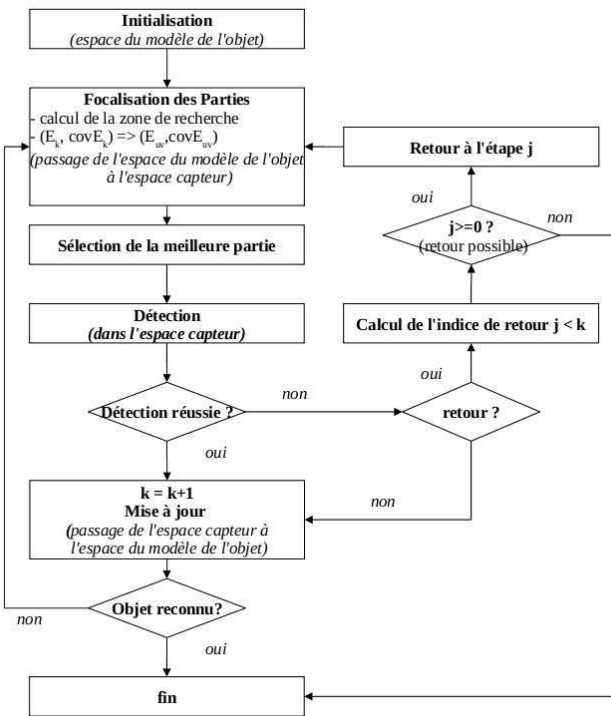 Initialisation
(espace du modèle de l'objet)
Focalisation des Parties
- calcul de la zone de recherche
- (E_k, covE_k) => (E_uv,covE_uv)
(passage de l'espace du modèle de l'objet
à l'espace capteur)
Retour à l'étape j
oui
non
j>=0 ?
(retour possible)
Sélection de la meilleure partie
Détection
(dans l'espace capteur)
Calcul de l'indice de retour j < k
oui
Détection réussie ?
non
retour ?
oui
non
k = k+1
Mise à jour
(passage de l'espace capteur à
l'espace du modèle de l'objet)
Objet reconnu?
non
oui
fin